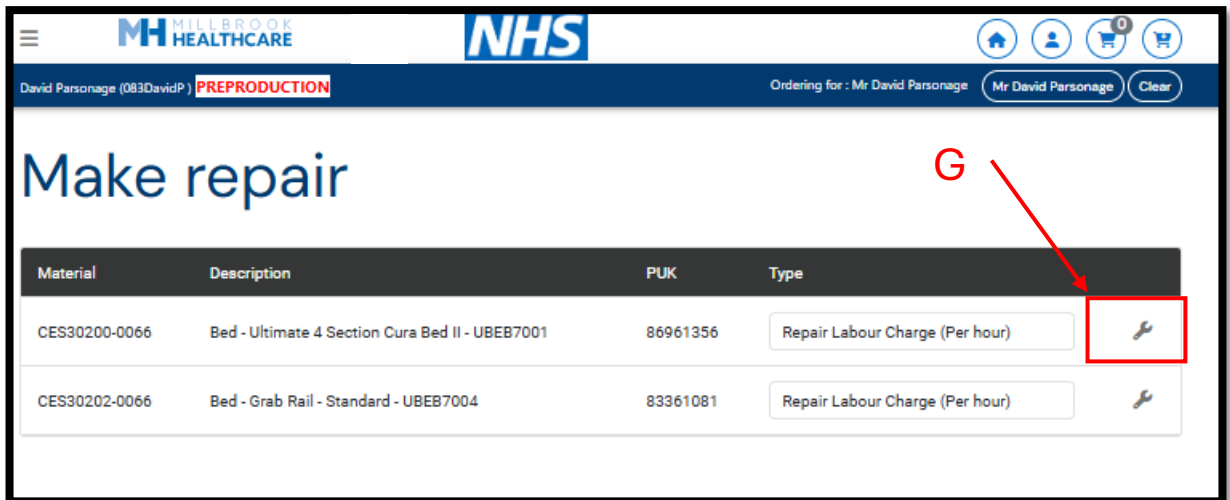 MH MILLBROOK HEALTHCARE
NHS
0
David Parsonage (083DavidP ) PREPRODUCTION
Ordering for : Mr David Parsonage
Mr David Parsonage
Clear
Make repair
G
Material Description PUK Type
CES30200-0066 Bed - Ultimate 4 Section Cura Bed II - UBEB7001 86961356 Repair Labour Charge (Per hour)
CES30202-0066 Bed - Grab Rail - Standard - UBEB7004 83361081 Repair Labour Charge (Per hour)